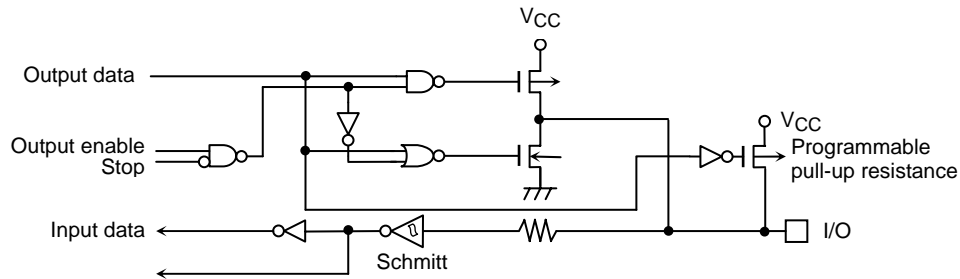 VCC
Output data
Output enable
Stop
VCC
Programmable
pull-up resistance
Input data
Schmitt
I/O